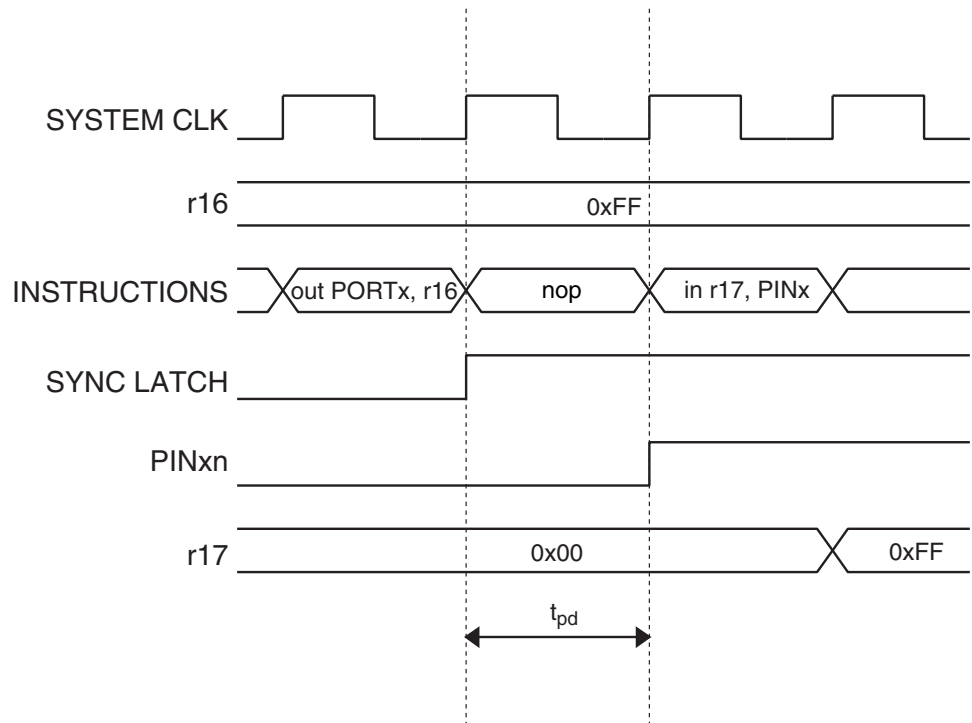 SYSTEM CLK
r16
0xFF
INSTRUCTIONS
out PORTx, r16
nop
in r17, PINx
SYNC LATCH
PINxn
r17
0x00
0xFF
tpd